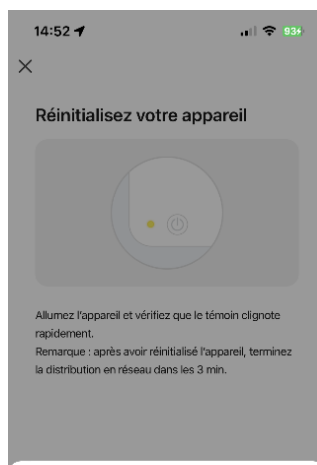 14:52
93
Réinitialisez votre appareil
Allumez l'appareil et vérifiez que le témoin clignote
rapidement.
Remarque : après avoir réinitialisé l'appareil, terminez
la distribution en réseau dans les 3 min.